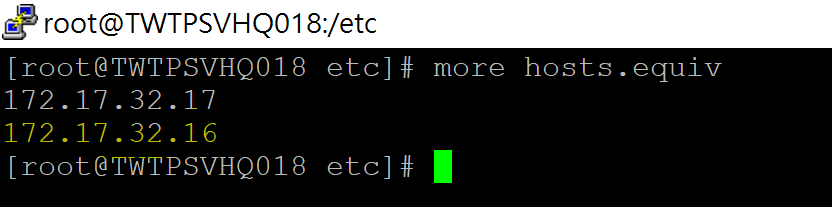 root@TWTPSVHQ018:/etc
[root@TWTPSVHQ018 etc]# more hosts.equiv
172.17.32.17
172.17.32.16
[root@TWTPSVHQ018 etc]#